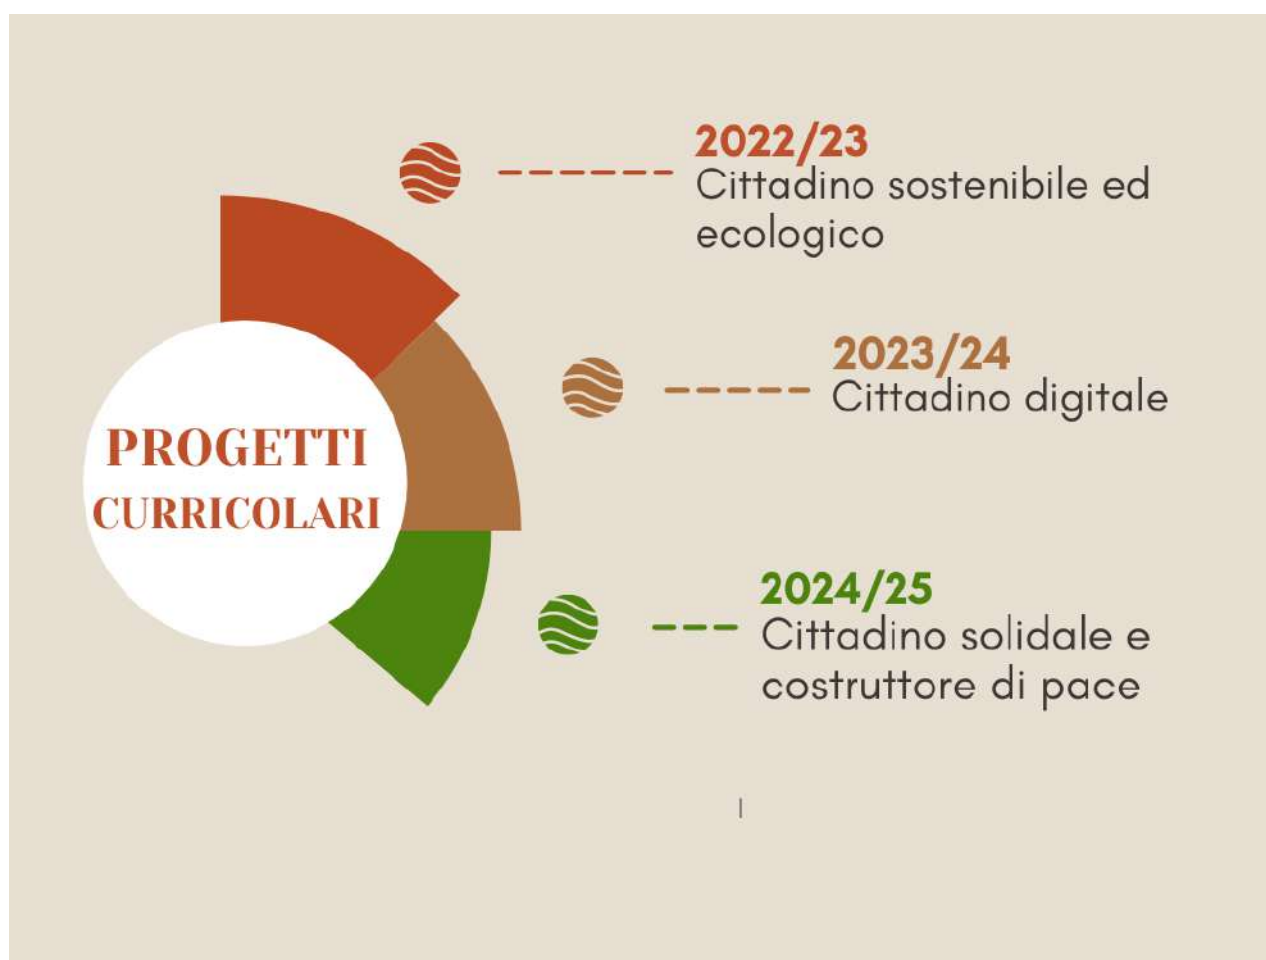 PROGETTI
CURRICOLARI
2022/23
Cittadino sostenibile ed
ecologico
2023/24
Cittadino digitale
2024/25
Cittadino solidale e
costruttore di pace